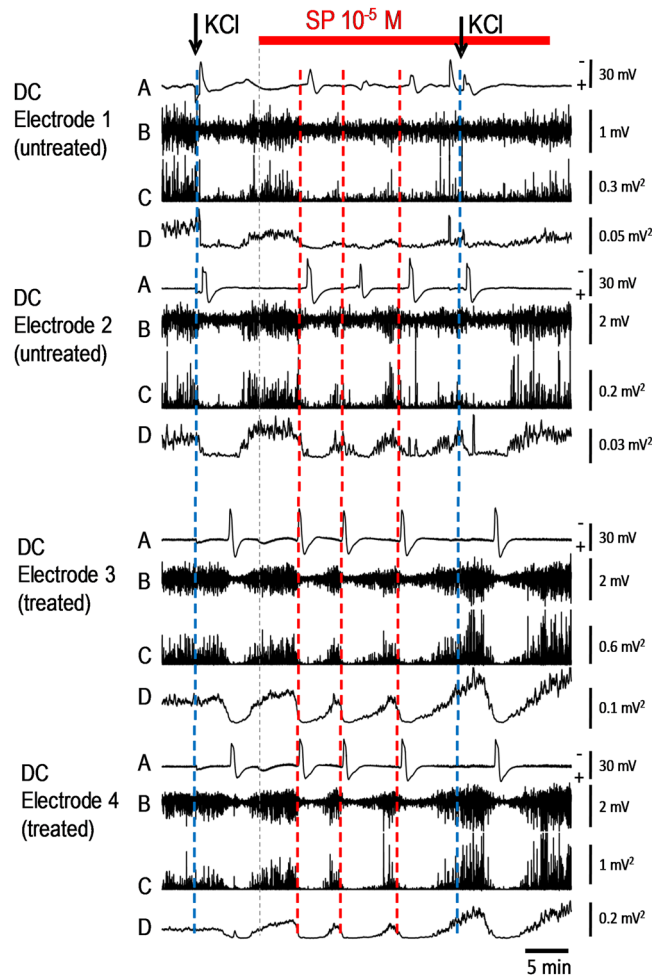 KCl
SP 10⁻⁵ M
KCl
DC
Electrode 1
(untreated)
A
-
+
30 mV
B
1 mV
C
0.3 mV²
D
0.05 mV²
DC
Electrode 2
(untreated)
A
-
+
30 mV
B
2 mV
C
0.2 mV²
D
0.03 mV²
DC
Electrode 3
(treated)
A
-
+
30 mV
B
2 mV
C
0.6 mV²
D
0.1 mV²
DC
Electrode 4
(treated)
A
-
+
30 mV
B
2 mV
C
1 mV²
D
0.2 mV²
5 min